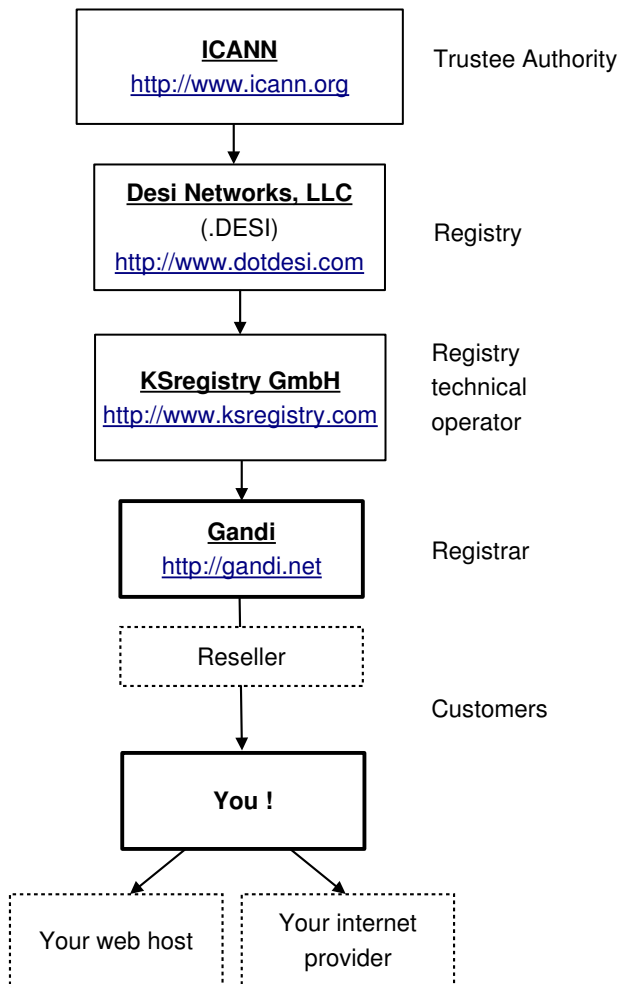 ICANN
http://www.icann.org
Trustee Authority
Desi Networks, LLC
(.DESI)
http://www.dotdesi.com
Registry
KSregistry GmbH
http://www.ksregistry.com
Registry
technical
operator
Gandi
http://gandi.net
Registrar
Reseller
Customers
You !
Your web host
Your internet
provider